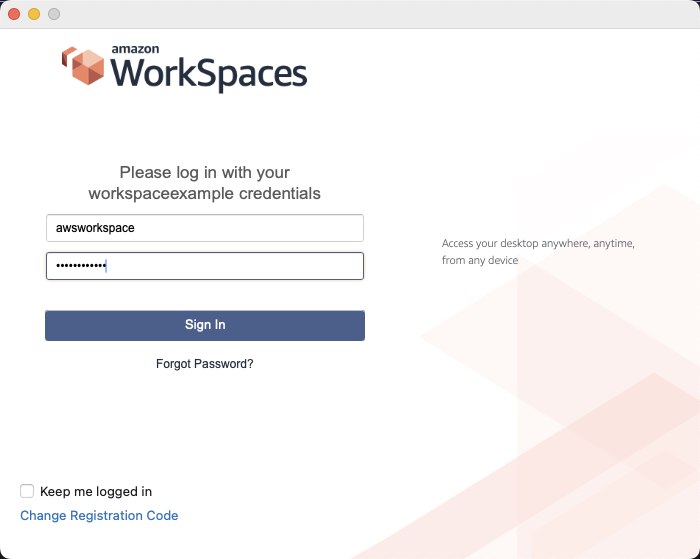 amazon
WorkSpaces
Please log in with your
workspaceexample credentials
awsworkspace
••••••••••••
Sign In
Forgot Password?
Access your desktop anywhere, anytime,
from any device
Keep me logged in
Change Registration Code